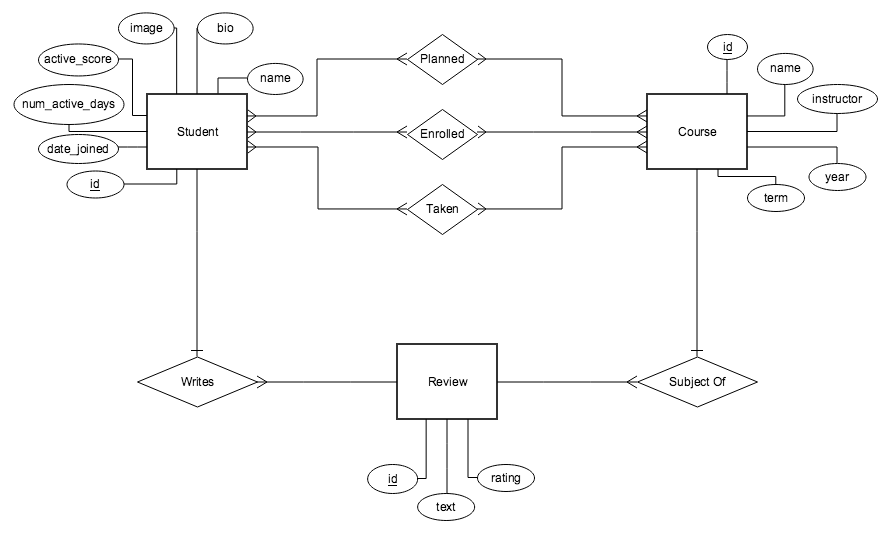 image
bio
active_score
Planned
id
name
name
num_active_days
instructor
Student
Enrolled
Course
date_joined
id
year
term
Taken
Writes
Review
Subject Of
id
rating
text